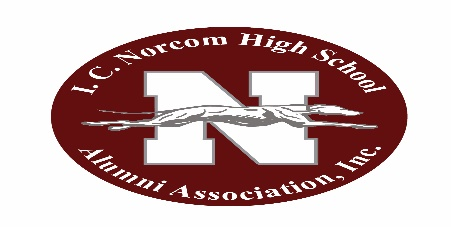 I.C. Norcom High School
N
Alumni Association, Inc.